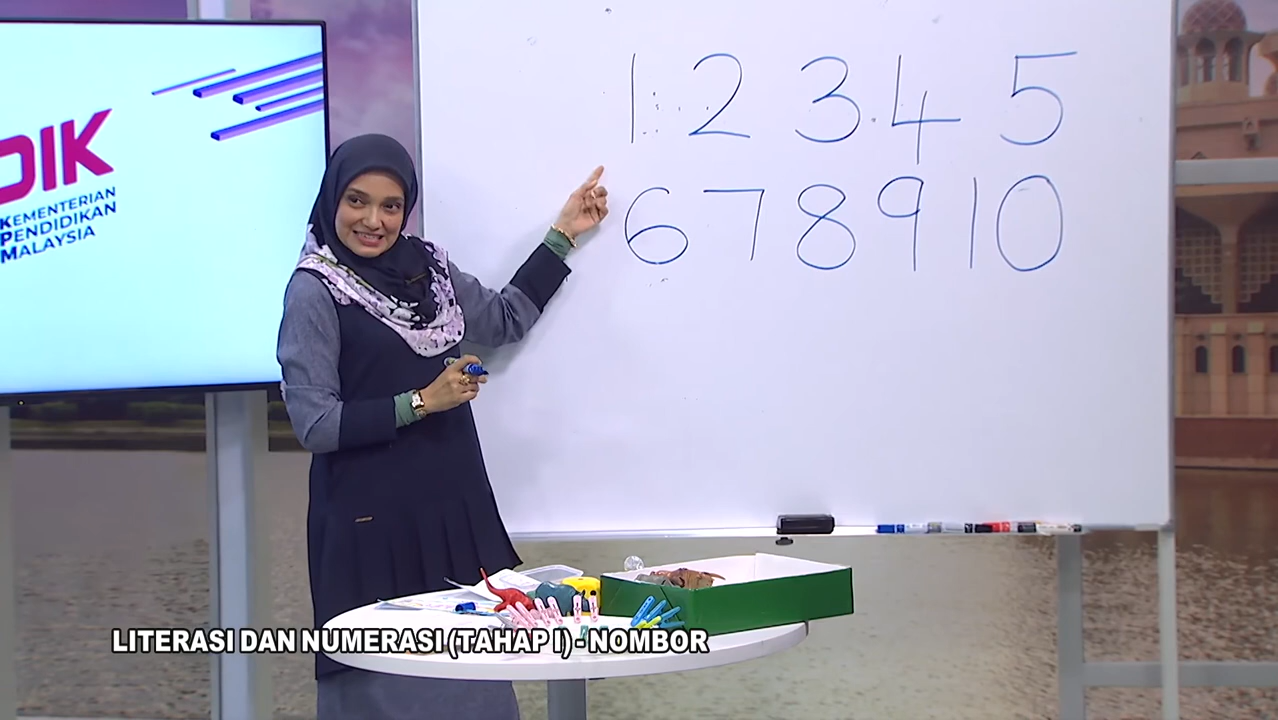 DIK
KEMENTERIAN
PENDIDIKAN
MALAYSIA
1 2 3 4 5
6 7 8 9 10
LITERASI DAN NUMERASI (TAHAP I) - NOMBOR